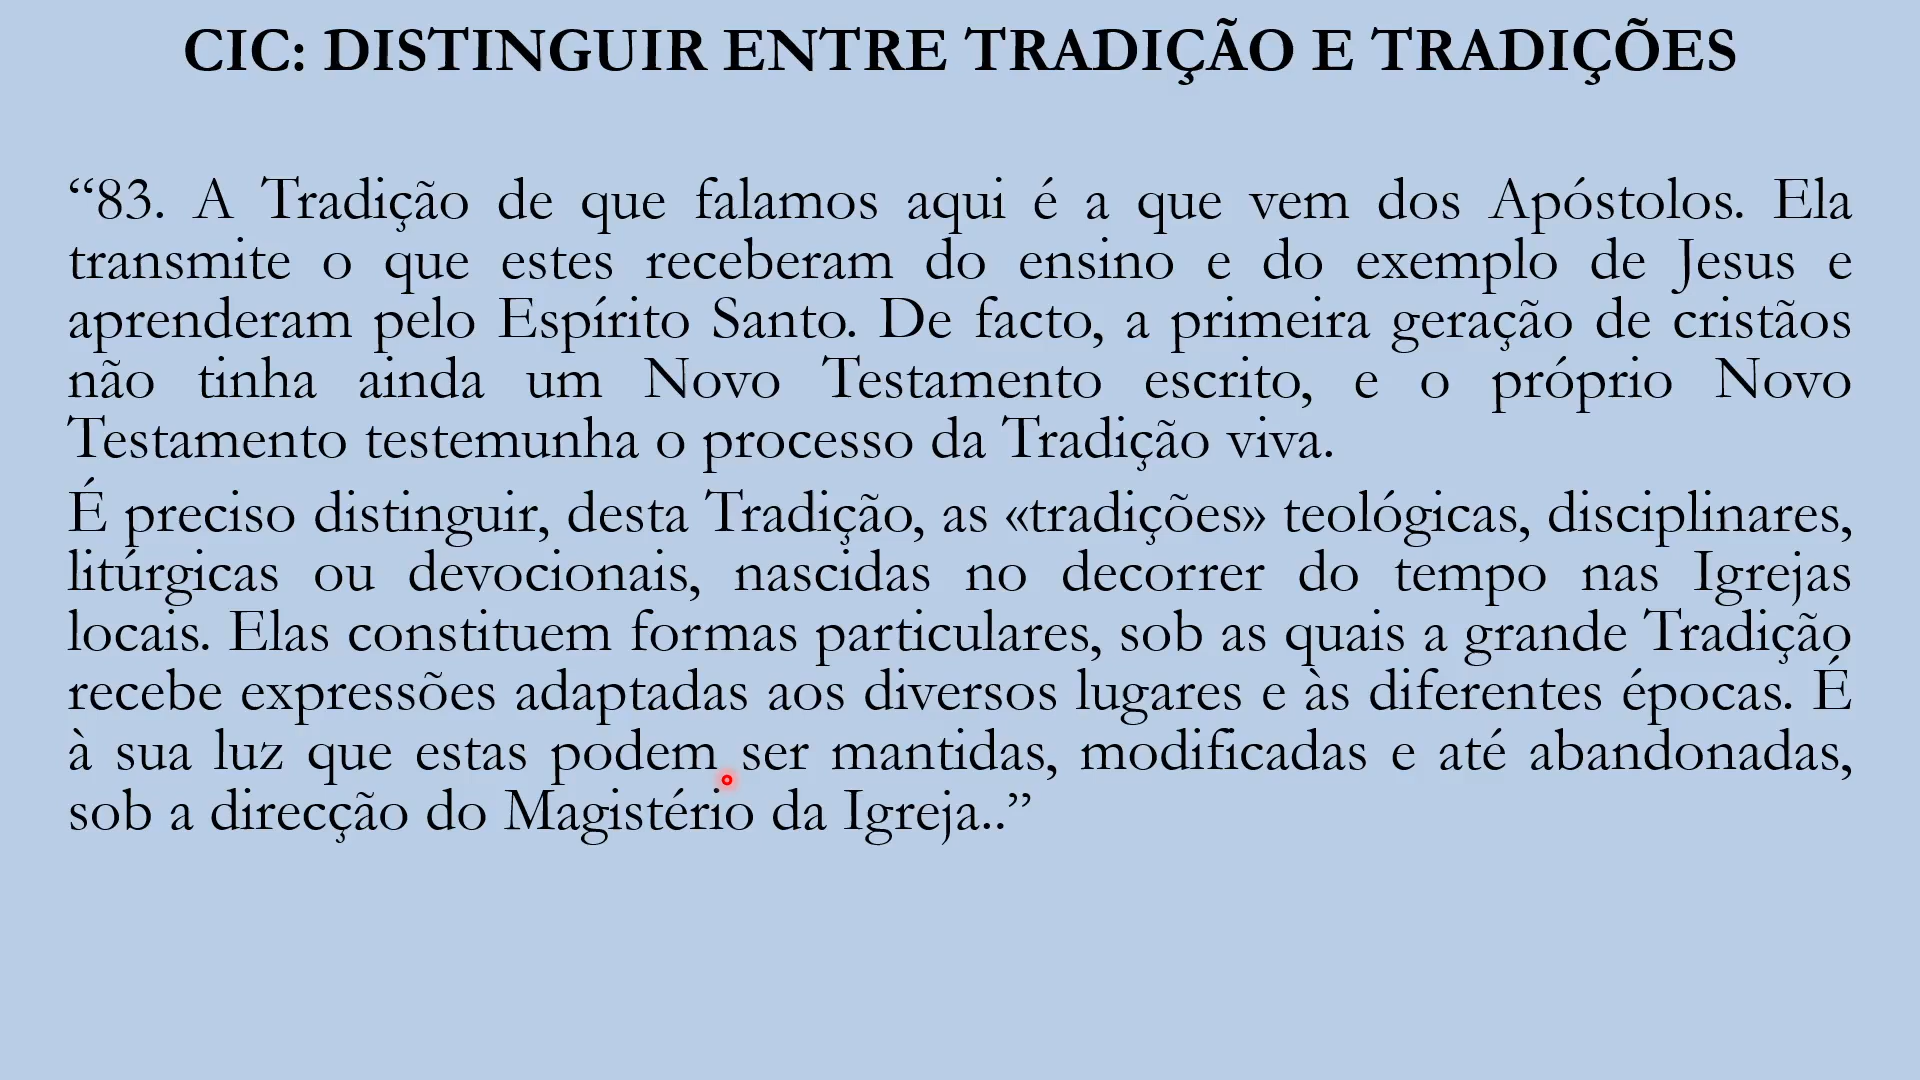 CIC: DISTINGUIR ENTRE TRADIÇÃO E TRADIÇÕES
“83. A Tradição de que falamos aqui é a que vem dos Apóstolos. Ela
transmite o que estes receberam do ensino e do exemplo de Jesus e
aprenderam pelo Espírito Santo. De facto, a primeira geração de cristãos
não tinha ainda um Novo Testamento escrito, e o próprio Novo
Testamento testemunha o processo da Tradição viva.
É preciso distinguir, desta Tradição, as «tradições» teológicas, disciplinares,
litúrgicas ou devocionais, nascidas no decorrer do tempo nas Igrejas
locais. Elas constituem formas particulares, sob as quais a grande Tradição
recebe expressões adaptadas aos diversos lugares e às diferentes épocas. É
à sua luz que estas podem ser mantidas, modificadas e até abandonadas,
sob a direcção do Magistério da Igreja..”